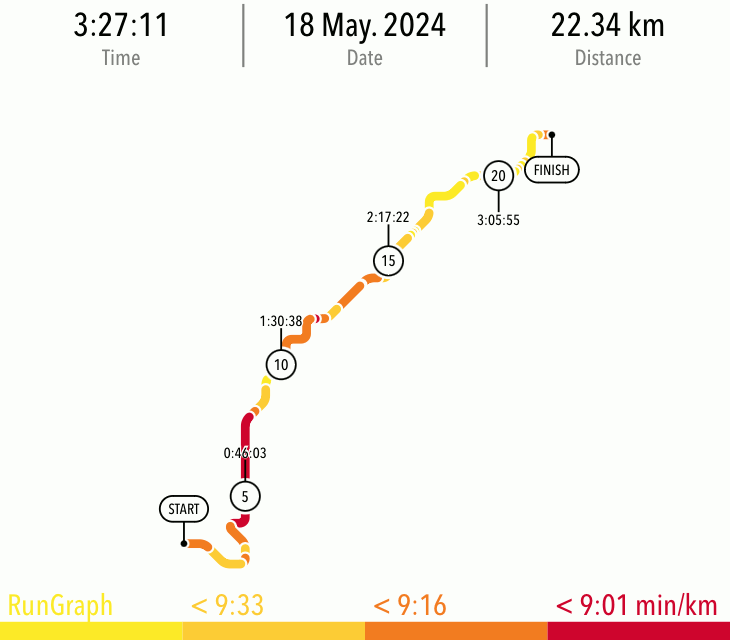 3:27:11
Time
18 May. 2024
Date
22.34 km
Distance
FINISH
20
3:05:55
2:17:22
15
1:30:38
10
0:46:03
5
START
RunGraph
< 9:33
< 9:16
< 9:01 min/km